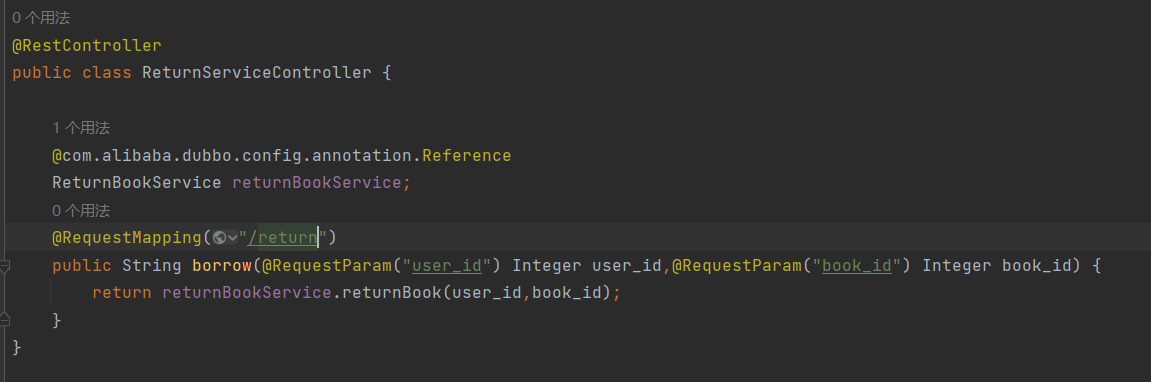 0 个用法
@RestController
public class ReturnServiceController {
1 个用法
@com.alibaba.dubbo.config.annotation.Reference
ReturnBookService returnBookService;
0 个用法
@RequestMapping("/return")
public String borrow(@RequestParam("user_id") Integer user_id,@RequestParam("book_id") Integer book_id) {
return returnBookService.returnBook(user_id,book_id);
}
}